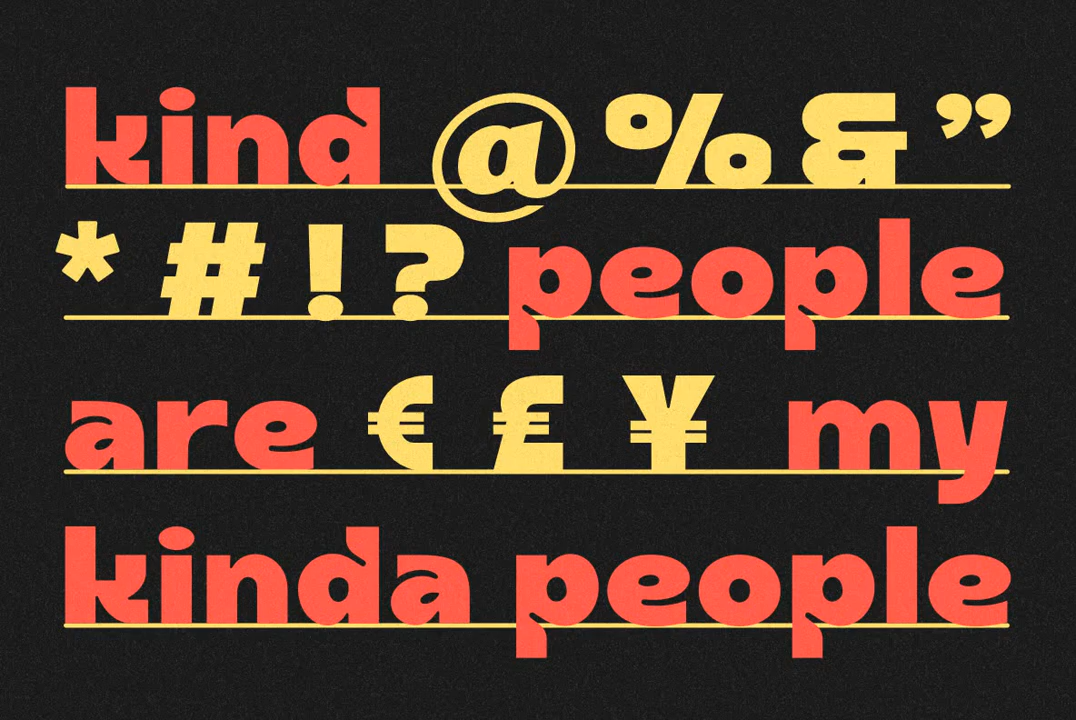 kind @ % & ”
* # ! ? people
are € £ ¥ my
kinda people